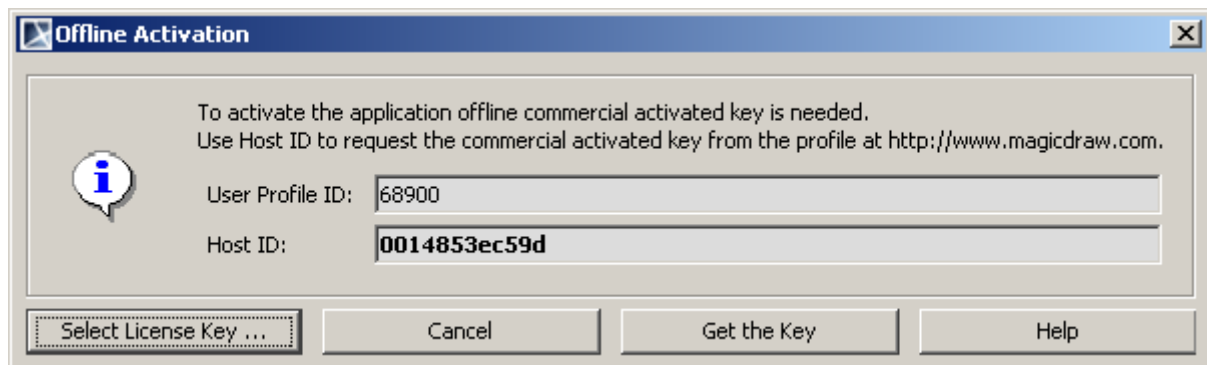 Offline Activation
To activate the application offline commercial activated key is needed.
Use Host ID to request the commercial activated key from the profile at http://www.magicdraw.com.
User Profile ID: 68900
Host ID: 0014853ec59d
Select License Key ... Cancel Get the Key Help